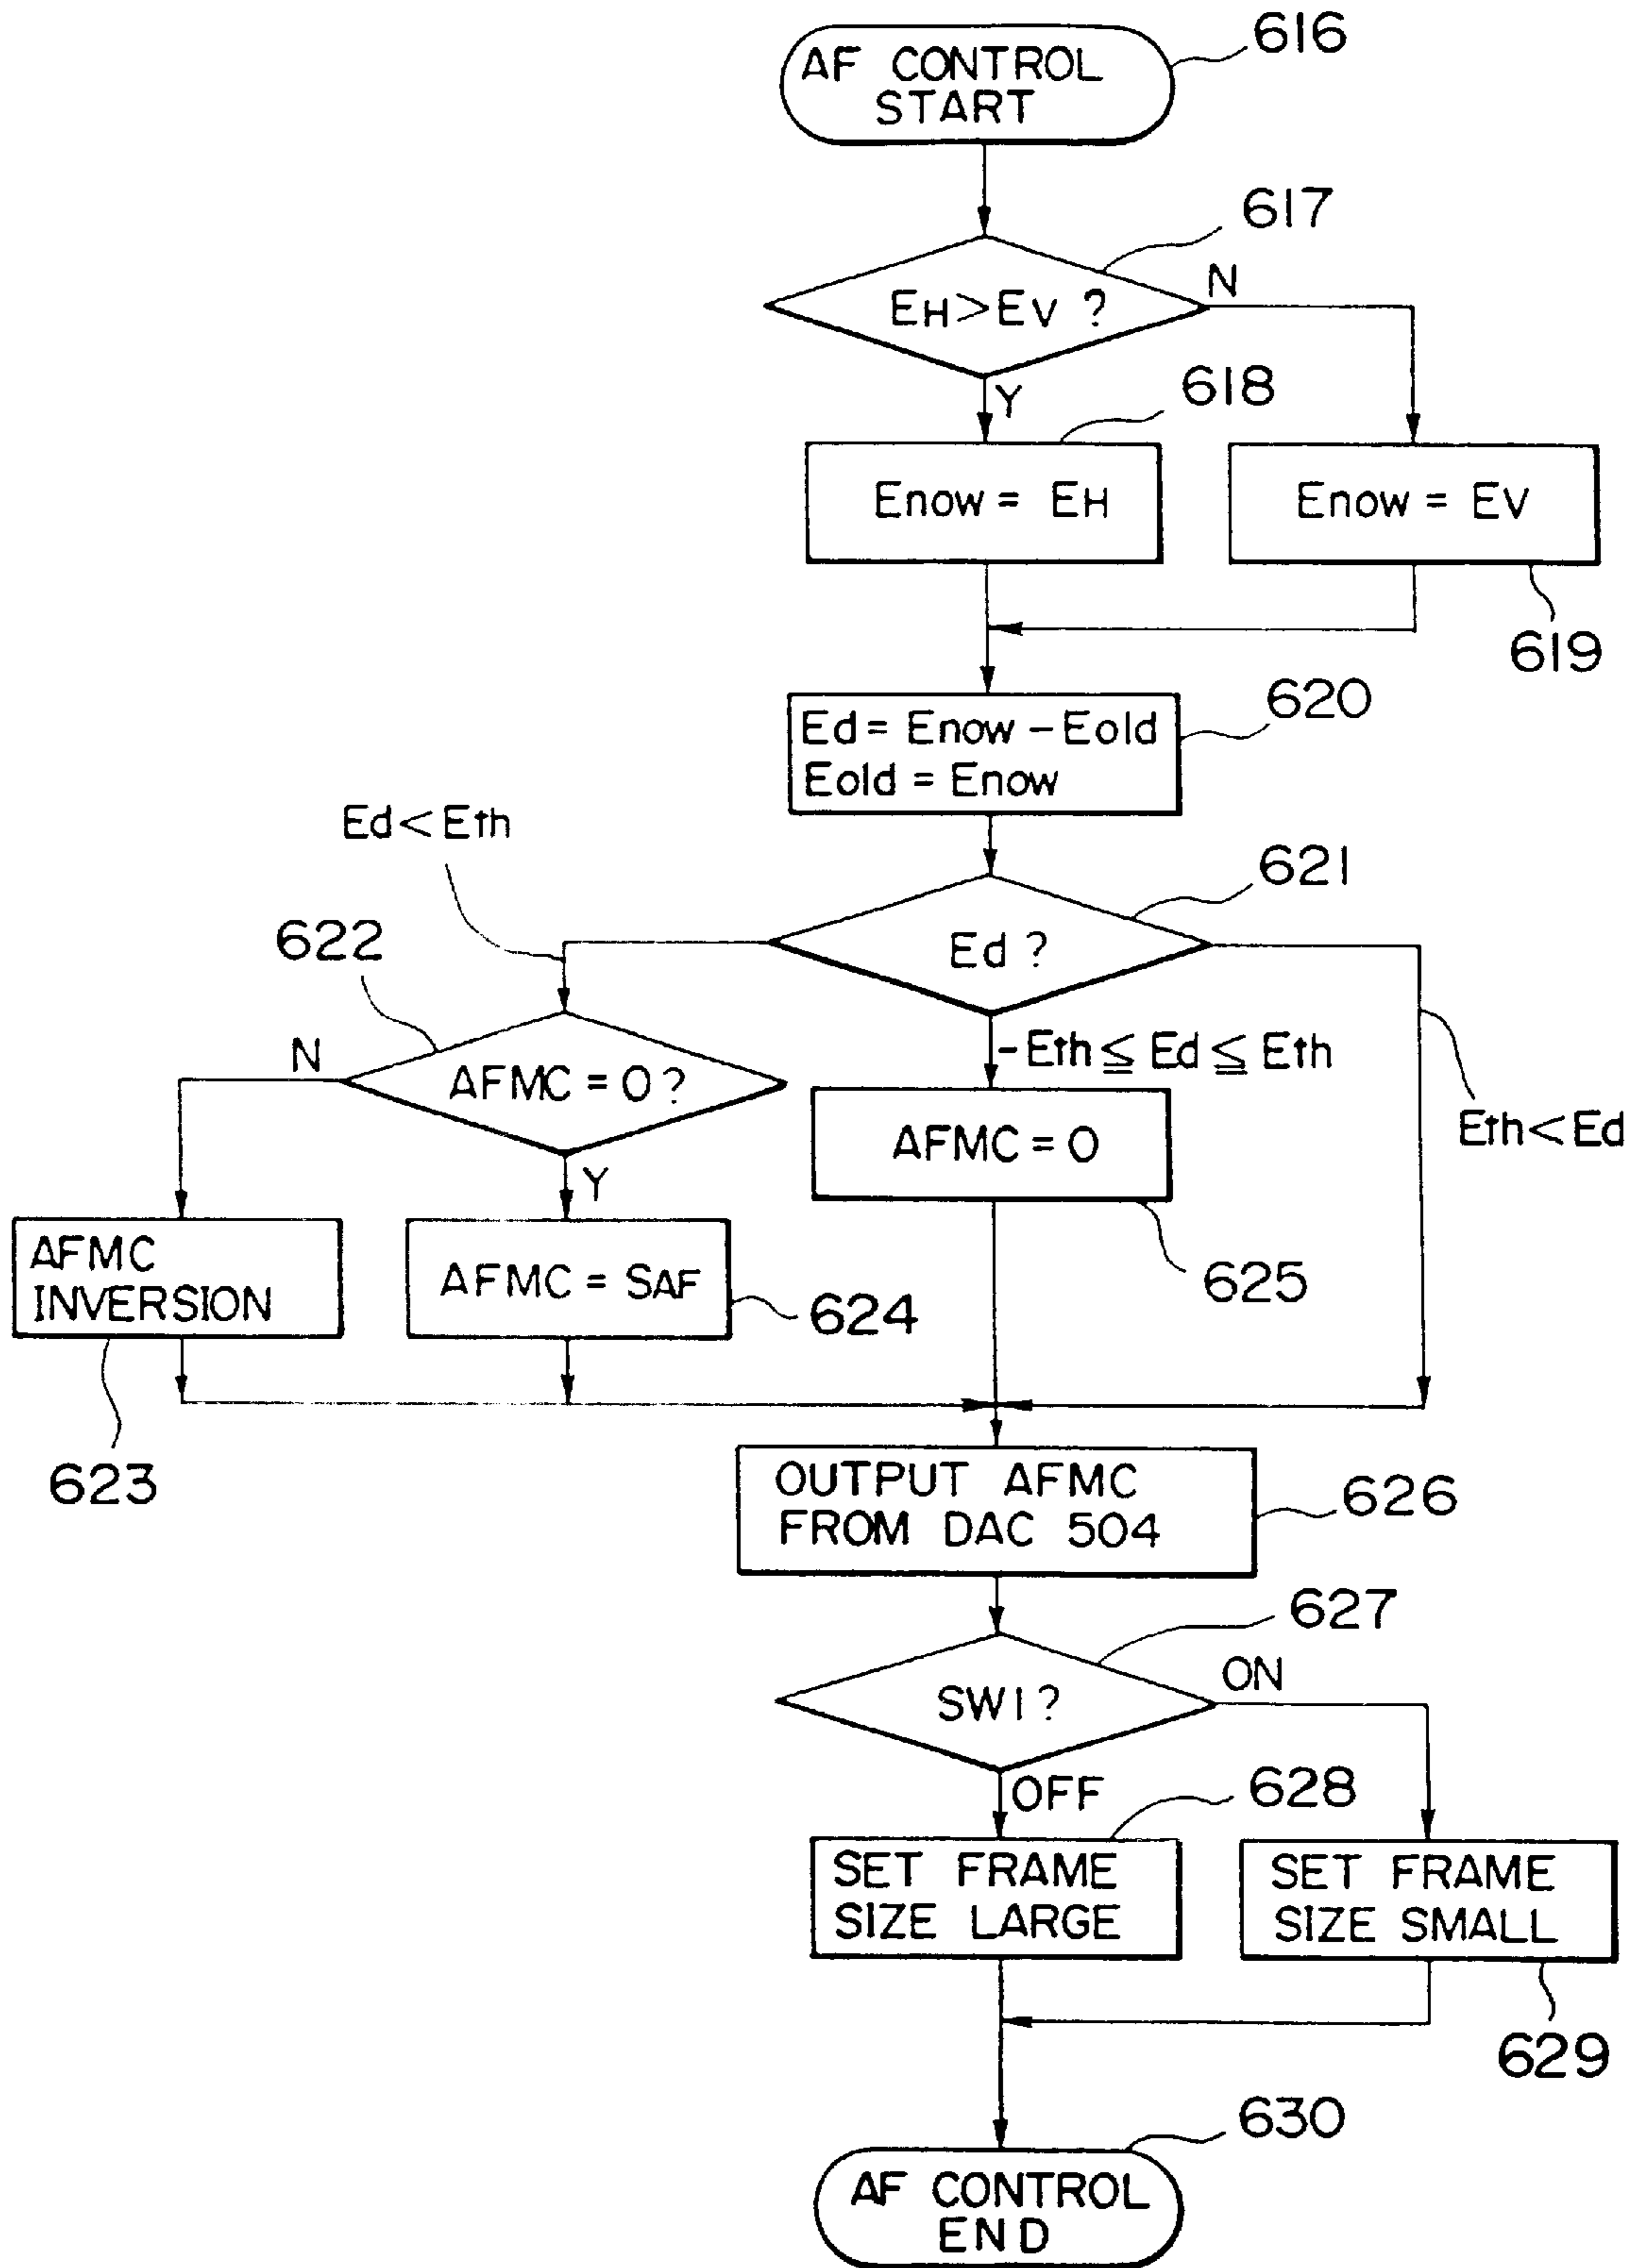 AF CONTROL
START
616
617
EH>EV ?
N
Y
618
Enow = EH
Enow = EV
619
620
Ed = Enow - Eold
Eold = Enow
Ed<Eth
621
622
Ed ?
N
AFMC = 0 ?
-Eth ≦ Ed ≦ Eth
Eth<Ed
Y
AFMC = 0
AFMC
INVERSION
AFMC = SAF
624
625
623
OUTPUT AFMC
FROM DAC 504
626
627
SW1 ?
ON
OFF
628
SET FRAME
SIZE LARGE
SET FRAME
SIZE SMALL
629
630
AF CONTROL
END